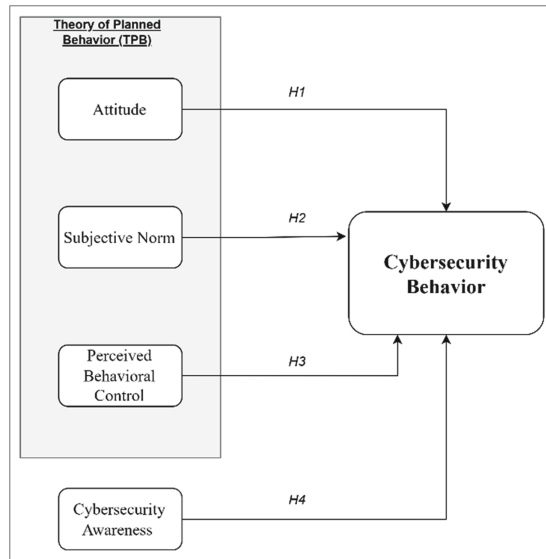 Theory of Planned
Behavior (TPB)
Attitude
H1
Subjective Norm
H2
Cybersecurity
Behavior
Perceived
Behavioral
Control
H3
Cybersecurity
Awareness
H4